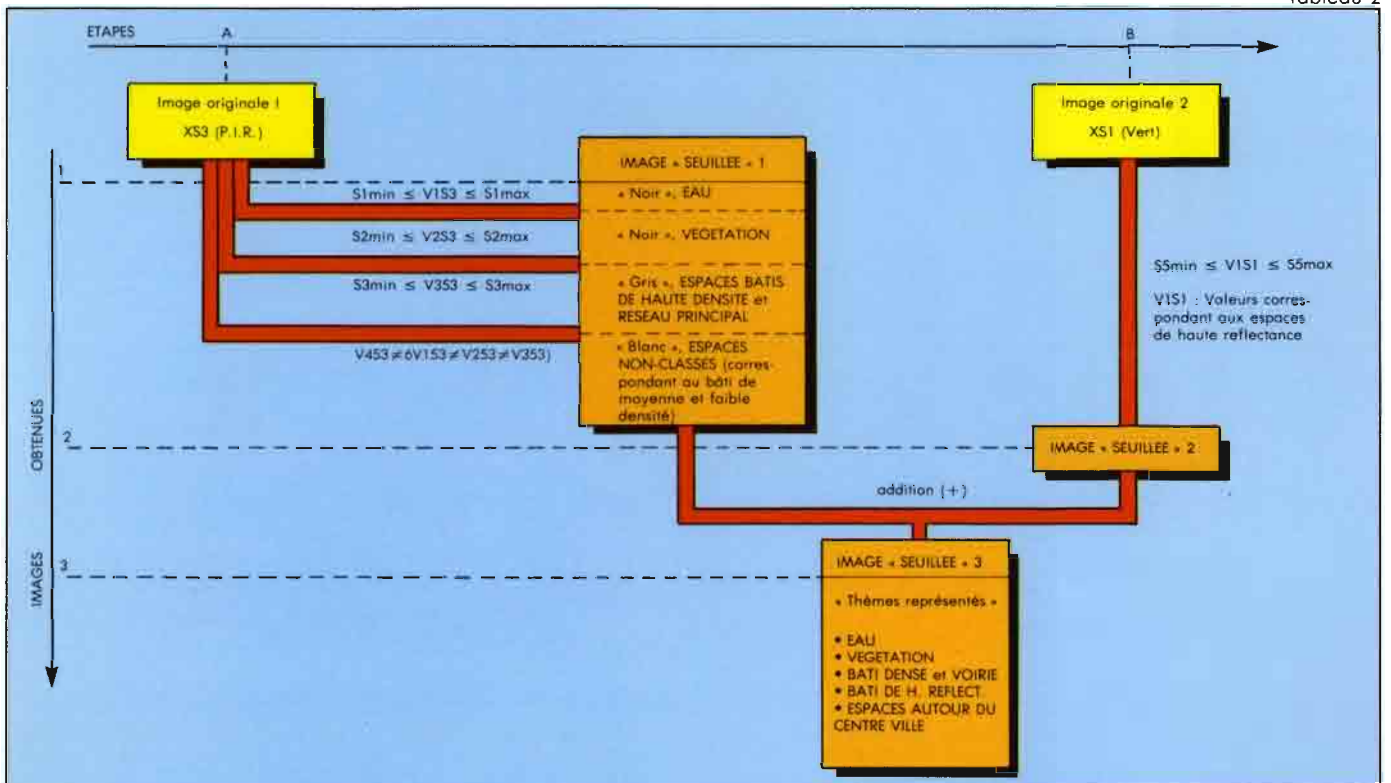 Tableau 2
ETAPES
A
B
Image originale 1
XS3 (P.I.R.)
Image originale 2
XS1 (Vert)
IMAGE « SEUILLEE » 1
1
S1min ≤ V1S3 ≤ S1max
« Noir », EAU
S2min ≤ V2S3 ≤ S2max
« Noir », VEGETATION
S3min ≤ V3S3 ≤ S3max
« Gris », ESPACES BATIS
DE HAUTE DENSITE et
RESEAU PRINCIPAL
V4S3≠6V1S3≠V2S3≠V3S3)
« Blanc », ESPACES
NON-CLASSES (corres-
pondant au bâti de
moyenne et faible
densité)
S5min ≤ V1S1 ≤ S5max
V1S1 : Valeurs corres-
pondant aux espaces
de haute reflectance
OBTENUES
2
IMAGE « SEUILLEE » 2
addition (+)
IMAGES
3
IMAGE « SEUILLEE » 3
« Thèmes représentés »
• EAU
• VEGETATION
• BATI DENSE et VOIRIE
• BATI DE H. REFLECT.
• ESPACES AUTOUR DU
CENTRE VILLE